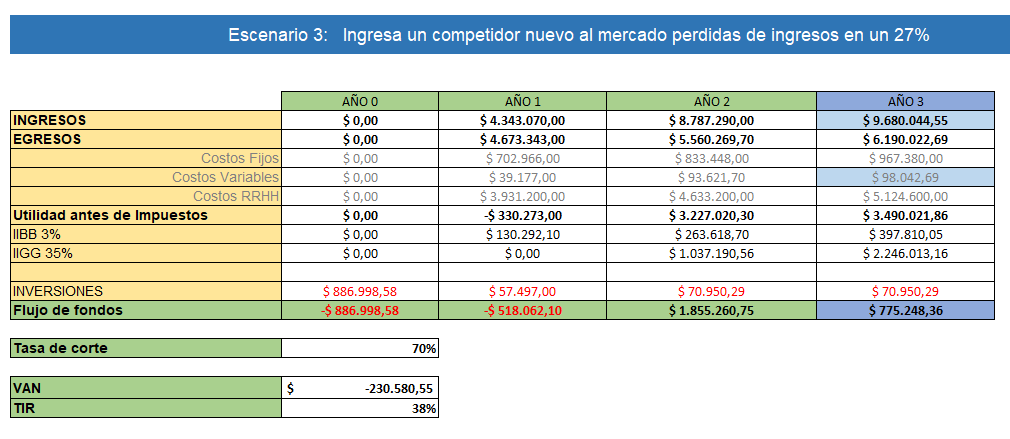 Escenario 3: Ingresa un competidor nuevo al mercado perdidas de ingresos en un 27%
AÑO 0 AÑO 1 AÑO 2 AÑO 3
INGRESOS $ 0,00 $ 4.343.070,00 $ 8.787.290,00 $ 9.680.044,55
EGRESOS $ 0,00 $ 4.673.343,00 $ 5.560.269,70 $ 6.190.022,69
Costos Fijos $ 0,00 $ 702.966,00 $ 833.448,00 $ 967.380,00
Costos Variables $ 0,00 $ 39.177,00 $ 93.621,70 $ 98.042,69
Costos RRHH $ 0,00 $ 3.931.200,00 $ 4.633.200,00 $ 5.124.600,00
Utilidad antes de Impuestos $ 0,00 -$ 330.273,00 $ 3.227.020,30 $ 3.490.021,86
IIBB 3% $ 0,00 $ 130.292,10 $ 263.618,70 $ 397.810,05
IIGG 35% $ 0,00 $ 0,00 $ 1.037.190,56 $ 2.246.013,16
INVERSIONES $ 886.998,58 $ 57.497,00 $ 70.950,29 $ 70.950,29
Flujo de fondos -$ 886.998,58 -$ 518.062,10 $ 1.855.260,75 $ 775.248,36
Tasa de corte 70%
VAN $ -230.580,55
TIR 38%